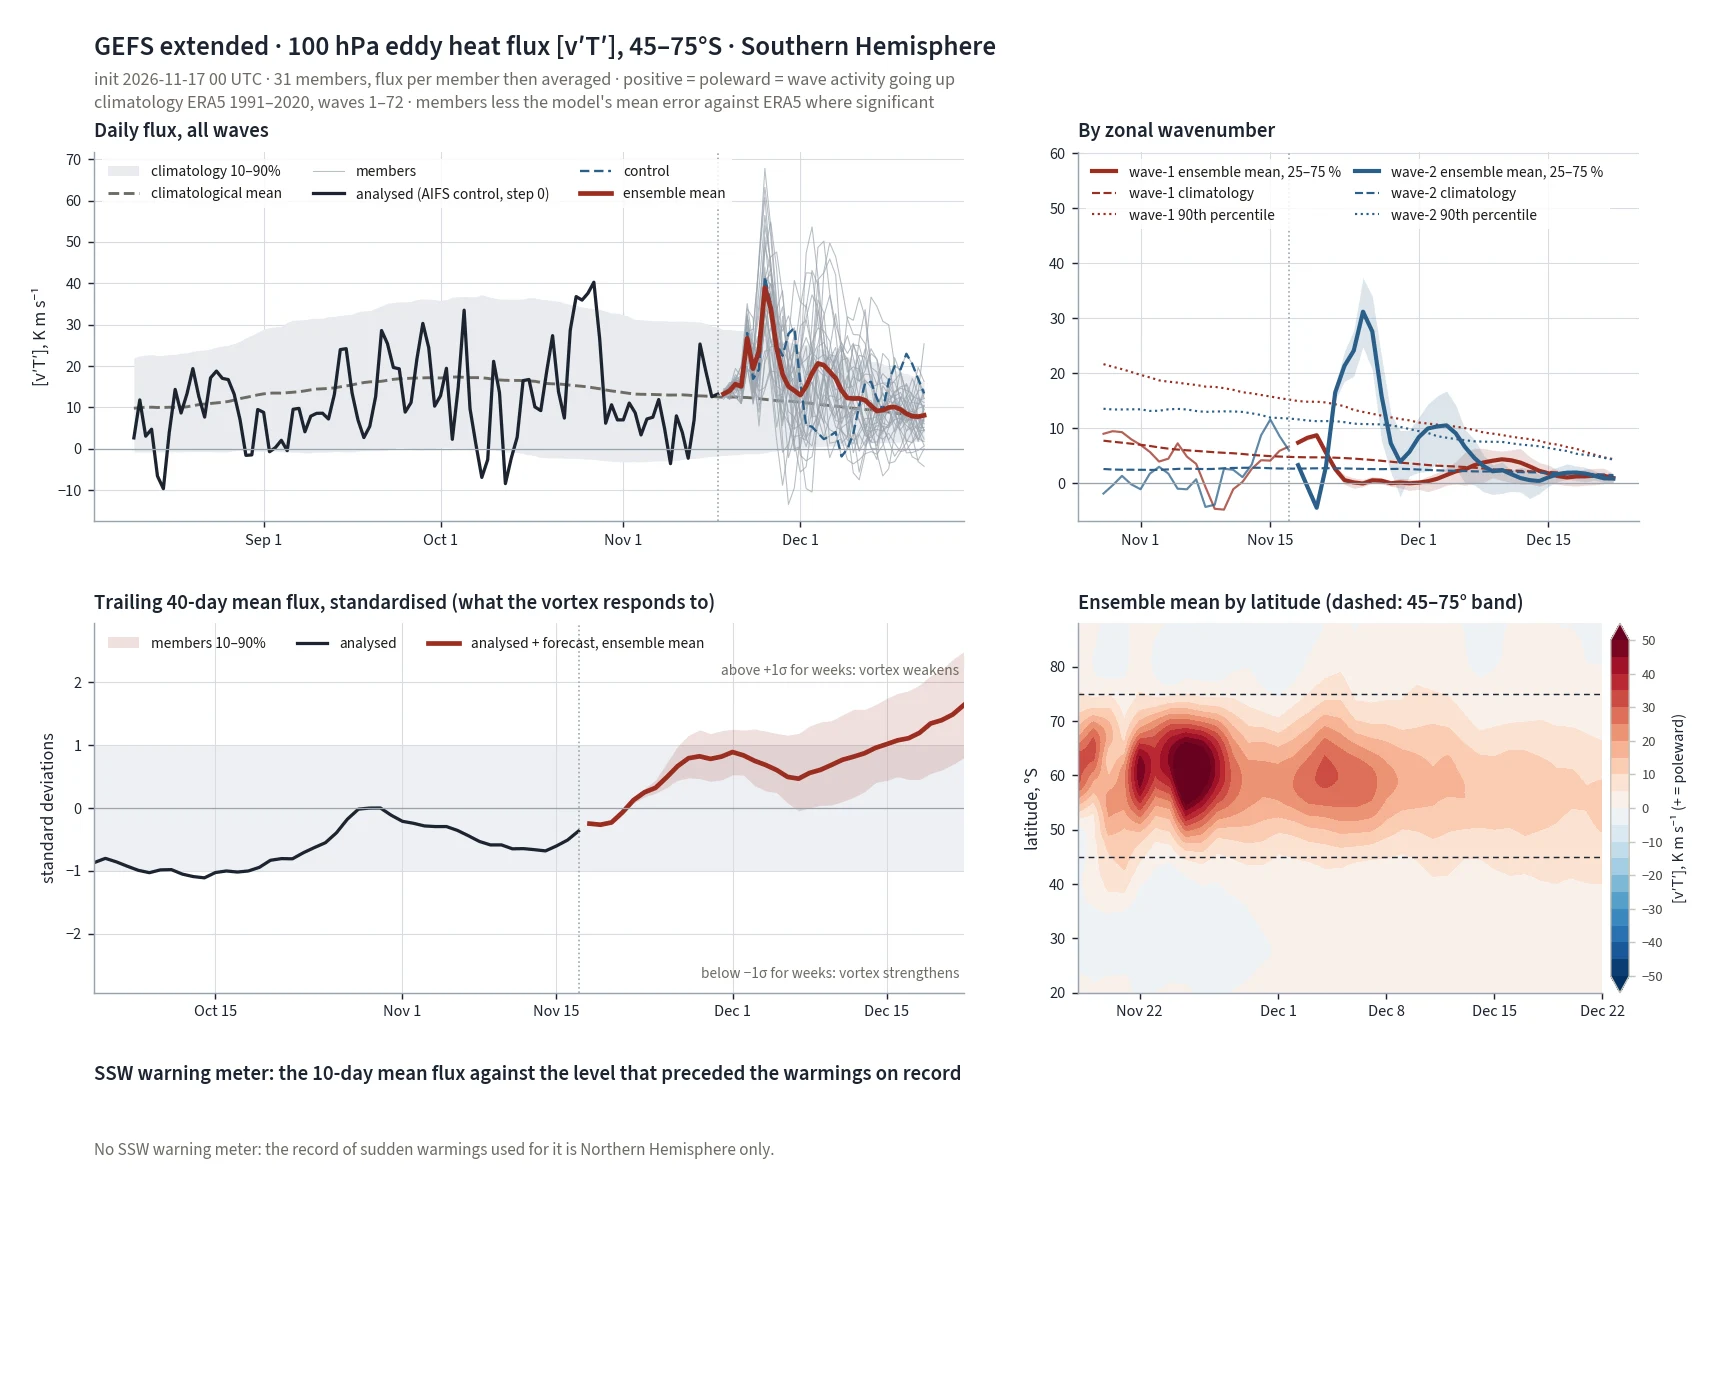 GEFS extended · 100 hPa eddy heat flux [v′T′], 45–75°S · Southern Hemisphere
init 2026-11-17 00 UTC · 31 members, flux per member then averaged · positive = poleward = wave activity going up
climatology ERA5 1991–2020, waves 1–72 · members less the model's mean error against ERA5 where significant
Daily flux, all waves
climatology 10–90%
members
control
climatological mean
analysed (AIFS control, step 0)
ensemble mean
70
60
50
40
30
20
10
0
−10
[v′T′], K m s⁻¹
Sep 1
Oct 1
Nov 1
Dec 1
By zonal wavenumber
wave-1 ensemble mean, 25–75 %
wave-2 ensemble mean, 25–75 %
wave-1 climatology
wave-2 climatology
wave-1 90th percentile
wave-2 90th percentile
60
50
40
30
20
10
0
Nov 1
Nov 15
Dec 1
Dec 15
Trailing 40-day mean flux, standardised (what the vortex responds to)
members 10–90%
analysed
analysed + forecast, ensemble mean
above +1σ for weeks: vortex weakens
2
1
0
−1
−2
standard deviations
below −1σ for weeks: vortex strengthens
Oct 15
Nov 1
Nov 15
Dec 1
Dec 15
Ensemble mean by latitude (dashed: 45–75° band)
80
70
60
50
40
30
20
latitude, °S
Nov 22
Dec 1
Dec 8
Dec 15
Dec 22
50
40
30
20
10
0
−10
−20
−30
−40
−50
[v′T′], K m s⁻¹ (+ = poleward)
SSW warning meter: the 10-day mean flux against the level that preceded the warmings on record
No SSW warning meter: the record of sudden warmings used for it is Northern Hemisphere only.